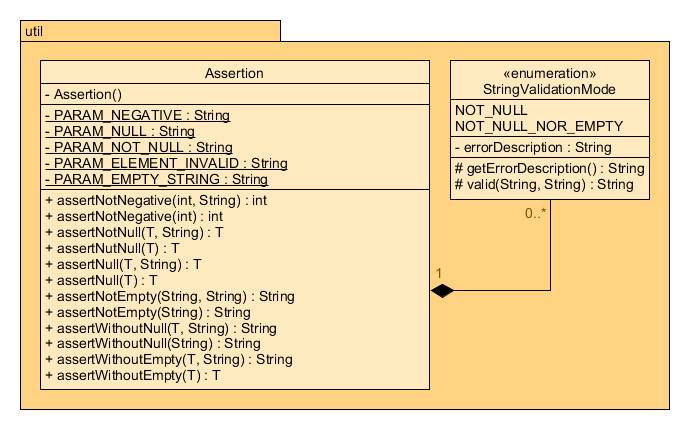 util
Assertion
- Assertion()
- PARAM_NEGATIVE : String
- PARAM_NULL : String
- PARAM_NOT_NULL : String
- PARAM_ELEMENT_INVALID : String
- PARAM_EMPTY_STRING : String
+ assertNotNegative(int, String) : int
+ assertNotNegative(int) : int
+ assertNotNull(T, String) : T
+ assertNutNull(T) : T
+ assertNull(T, String) : T
+ assertNull(T) : T
+ assertNotEmpty(String, String) : String
+ assertNotEmpty(String) : String
+ assertWithoutNull(T, String) : String
+ assertWithoutNull(String) : String
+ assertWithoutEmpty(T, String) : String
+ assertWithoutEmpty(T) : T
«enumeration»
StringValidationMode
NOT_NULL
NOT_NULL_NOR_EMPTY
- errorDescription : String
# getErrorDescription() : String
# valid(String, String) : String
0..*
1